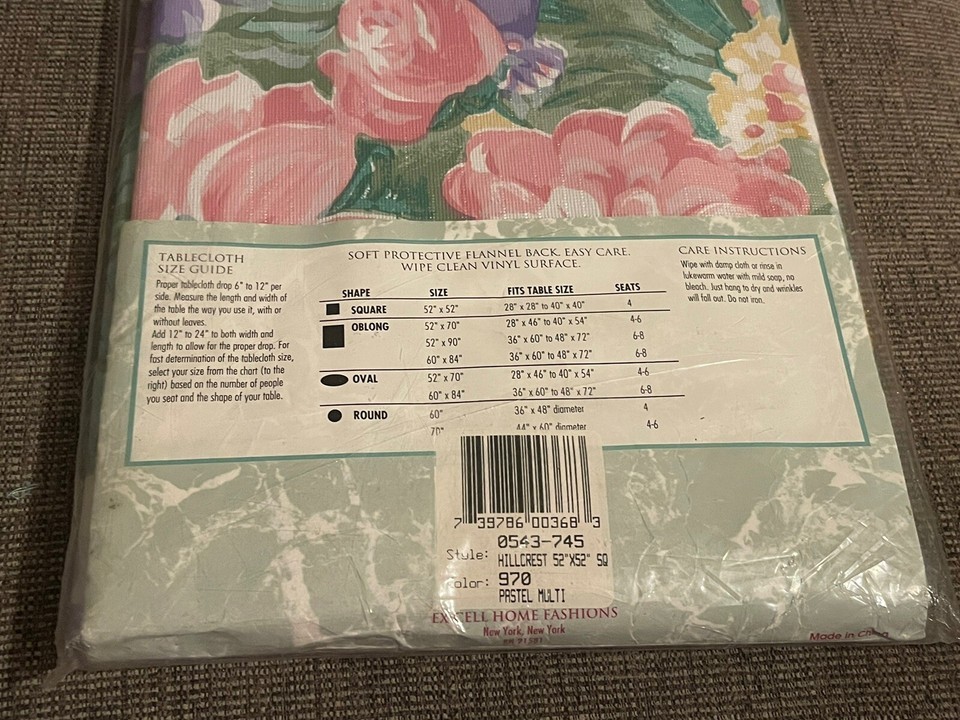 TABLECLOTH
SIZE GUIDE
Proper tablecloth drop 6" to 12" per
side. Measure the length and width of
the table the way you use it, with or
without leaves.
Add 12" to 24" to both width and
length to allow for the proper drop. For
fast determination of the tablecloth size,
select your size from the chart (to the
right) based on the number of people
you seat and the shape of your table.
SOFT PROTECTIVE FLANNEL BACK. EASY CARE.
WIPE CLEAN VINYL SURFACE.
SHAPE SIZE FITS TABLE SIZE SEATS
SQUARE 52" x 52" 28" x 28" to 40" x 40" 4
OBLONG 52" x 70" 28" x 46" to 40" x 54" 4-6
52" x 90" 36" x 60" to 48" x 72" 6-8
60" x 84" 36" x 60" to 48" x 72" 6-8
OVAL 52" x 70" 28" x 46" to 40" x 54" 4-6
60" x 84" 36" x 60" to 48" x 72" 6-8
ROUND 60" 36" x 48" diameter 4
70" 44" x 60" diameter 4-6
CARE INSTRUCTIONS
Wipe with damp cloth or rinse in
lukewarm water with mild soap, no
bleach. Just hang to dry and wrinkles
will fall out. Do not iron.
7 39786 00368 3
0543-745
Style: HILLCREST 52"X52" SQ
olor: 970
PASTEL MULTI
EXCELL HOME FASHIONS
New York, New York
Made in China